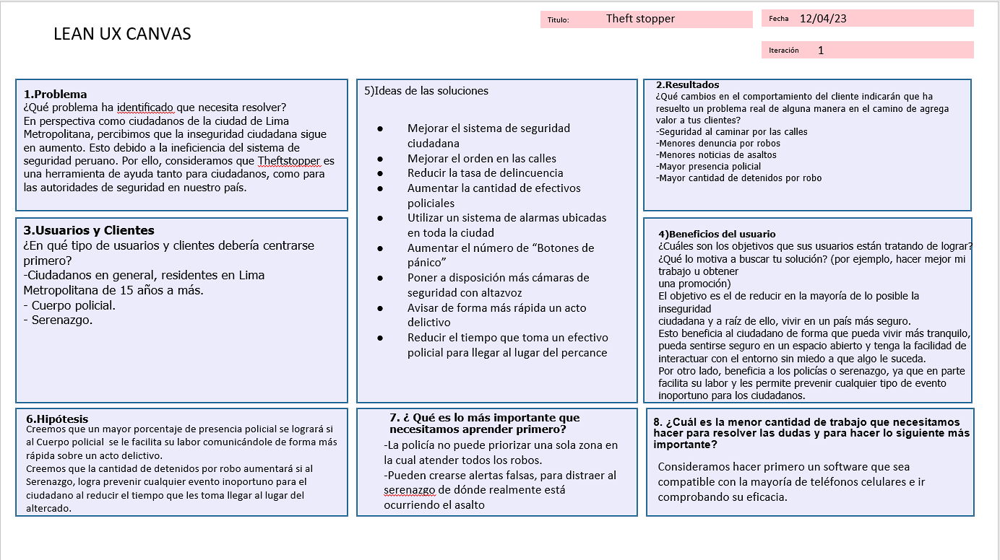 LEAN UX CANVAS
Titulo: Theft stopper
Fecha 12/04/23
Iteración 1
1.Problema
¿Qué problema ha identificado que necesita resolver?
En perspectiva como ciudadanos de la ciudad de Lima
Metropolitana, percibimos que la inseguridad ciudadana sigue
en aumento. Esto debido a la ineficiencia del sistema de
seguridad peruano. Por ello, consideramos que Theftstopper es
una herramienta de ayuda tanto para ciudadanos, como para
las autoridades de seguridad en nuestro país.
3.Usuarios y Clientes
¿En qué tipo de usuarios y clientes debería centrarse
primero?
-Ciudadanos en general, residentes en Lima
Metropolitana de 15 años a más.
- Cuerpo policial.
- Serenazgo.
5)Ideas de las soluciones
● Mejorar el sistema de seguridad
ciudadana
● Mejorar el orden en las calles
● Reducir la tasa de delincuencia
● Aumentar la cantidad de efectivos
policiales
● Utilizar un sistema de alarmas ubicadas
en toda la ciudad
● Aumentar el número de “Botones de
pánico”
● Poner a disposición más cámaras de
seguridad con altazvoz
● Avisar de forma más rápida un acto
delictivo
● Reducir el tiempo que toma un efectivo
policial para llegar al lugar del percance
2.Resultados
¿Qué cambios en el comportamiento del cliente indicarán que ha
resuelto un problema real de alguna manera en el camino de agrega
valor a tus clientes?
-Seguridad al caminar por las calles
-Menores denuncia por robos
-Menores noticias de asaltos
-Mayor presencia policial
-Mayor cantidad de detenidos por robo
4)Beneficios del usuario
¿Cuáles son los objetivos que sus usuarios están tratando de lograr?
¿Qué lo motiva a buscar tu solución? (por ejemplo, hacer mejor mi
trabajo u obtener
una promoción)
El objetivo es el de reducir en la mayoría de lo posible la
inseguridad
ciudadana y a raíz de ello, vivir en un país más seguro.
Esto beneficia al ciudadano de forma que pueda vivir más tranquilo,
pueda sentirse seguro en un espacio abierto y tenga la facilidad de
interactuar con el entorno sin miedo a que algo le suceda.
Por otro lado, beneficia a los policías o serenazgo, ya que en parte
facilita su labor y les permite prevenir cualquier tipo de evento
inoportuno para los ciudadanos.
6.Hipótesis
Creemos que un mayor porcentaje de presencia policial se logrará si
al Cuerpo policial se le facilita su labor comunicándole de forma más
rápida sobre un acto delictivo.
Creemos que la cantidad de detenidos por robo aumentará si al
Serenazgo, logra prevenir cualquier evento inoportuno para el
ciudadano al reducir el tiempo que les toma llegar al lugar del
altercado.
7. ¿ Qué es lo más importante que
necesitamos aprender primero?
-La policía no puede priorizar una sola zona en
la cual atender todos los robos.
-Pueden crearse alertas falsas, para distraer al
serenazgo de dónde realmente está
ocurriendo el asalto
8. ¿Cuál es la menor cantidad de trabajo que necesitamos
hacer para resolver las dudas y para hacer lo siguiente más
importante?
Consideramos hacer primero un software que sea
compatible con la mayoría de teléfonos celulares e ir
comprobando su eficacia.